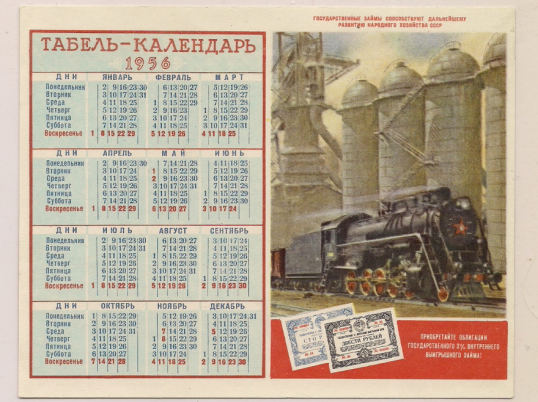 ГОСУДАРСТВЕННЫЕ ЗАЙМЫ СПОСОБСТВУЮТ ДАЛЬНЕЙШЕМУ
РАЗВИТИЮ НАРОДНОГО ХОЗЯЙСТВА СССР
ТАБЕЛЬ-КАЛЕНДАРЬ
1956
ДНИ ЯНВАРЬ ФЕВРАЛЬ МАРТ
Понедельник 2 9 16 23 30 6 13 20 27 5 12 19 26
Вторник 3 10 17 24 31 7 14 21 28 6 13 20 27
Среда 4 11 18 25 1 8 15 22 29 7 14 21 28
Четверг 5 12 19 26 2 9 16 23 1 8 15 22 29
Пятница 6 13 20 27 3 10 17 24 2 9 16 23 30
Суббота 7 14 21 28 4 11 18 25 3 10 17 24 31
Воскресенье 1 8 15 22 29 5 12 19 26 4 11 18 25
ДНИ АПРЕЛЬ МАЙ ИЮНЬ
Понедельник 2 9 16 23 30 7 14 21 28 4 11 18 25
Вторник 3 10 17 24 1 8 15 22 29 5 12 19 26
Среда 4 11 18 25 2 9 16 23 30 6 13 20 27
Четверг 5 12 19 26 3 10 17 24 31 7 14 21 28
Пятница 6 13 20 27 4 11 18 25 1 8 15 22 29
Суббота 7 14 21 28 5 12 19 26 2 9 16 23 30
Воскресенье 1 8 15 22 29 6 13 20 27 3 10 17 24
ДНИ ИЮЛЬ АВГУСТ СЕНТЯБРЬ
Понедельник 2 9 16 23 30 6 13 20 27 3 10 17 24
Вторник 3 10 17 24 31 7 14 21 28 4 11 18 25
Среда 4 11 18 25 1 8 15 22 29 5 12 19 26
Четверг 5 12 19 26 2 9 16 23 30 6 13 20 27
Пятница 6 13 20 27 3 10 17 24 31 7 14 21 28
Суббота 7 14 21 28 4 11 18 25 1 8 15 22 29
Воскресенье 1 8 15 22 29 5 12 19 26 2 9 16 23 30
ДНИ ОКТЯБРЬ НОЯБРЬ ДЕКАБРЬ
Понедельник 1 8 15 22 29 5 12 19 26 3 10 17 24 31
Вторник 2 9 16 23 30 6 13 20 27 4 11 18 25
Среда 3 10 17 24 31 7 14 21 28 5 12 19 26
Четверг 4 11 18 25 1 8 15 22 29 6 13 20 27
Пятница 5 12 19 26 2 9 16 23 30 7 14 21 28
Суббота 6 13 20 27 3 10 17 24 1 8 15 22 29
Воскресенье 7 14 21 28 4 11 18 25 2 9 16 23 30
СТО Р
ДВЕСТИ РУБЛЕЙ
ПРИОБРЕТАЙТЕ ОБЛИГАЦИИ
ГОСУДАРСТВЕННОГО 3% ВНУТРЕННЕГО
ВЫИГРЫШНОГО ЗАЙМА!